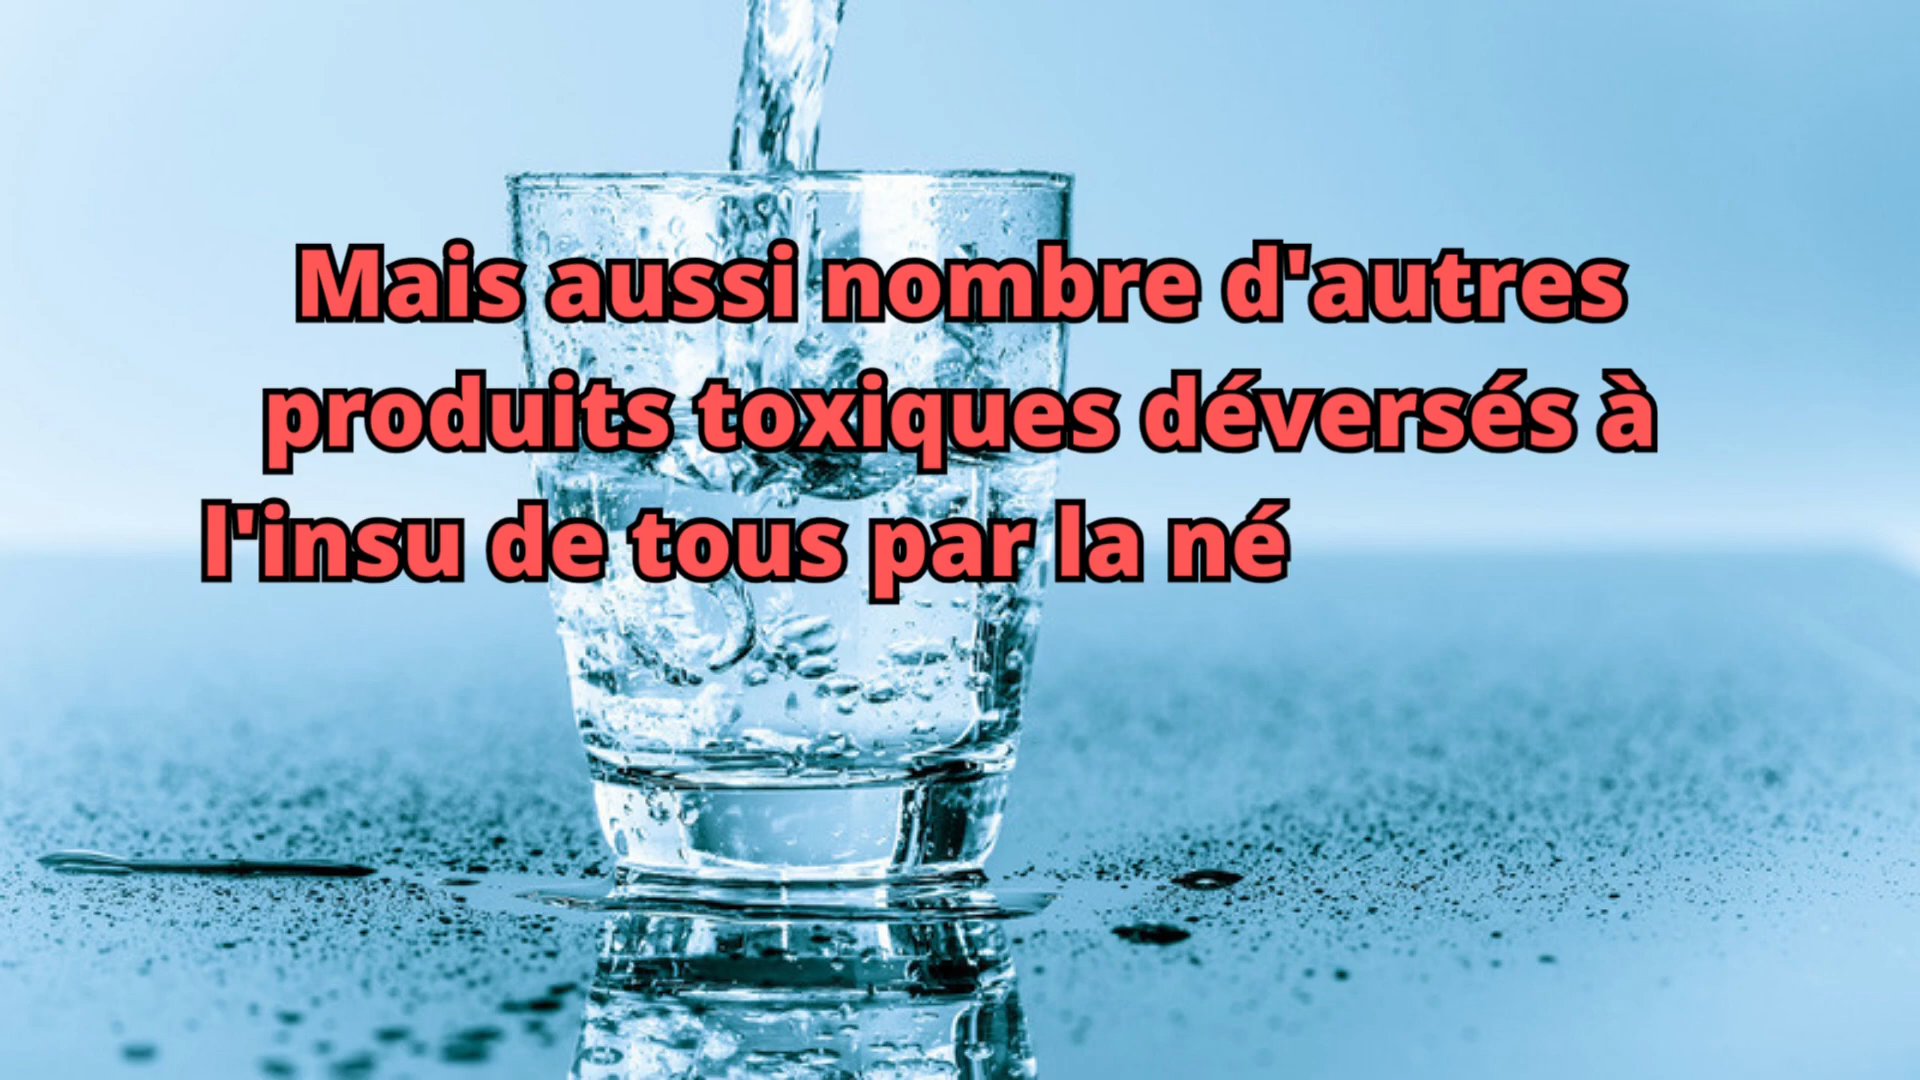 Mais aussi nombre d'autres
produits toxiques déversés à
l'insu de tous par la né